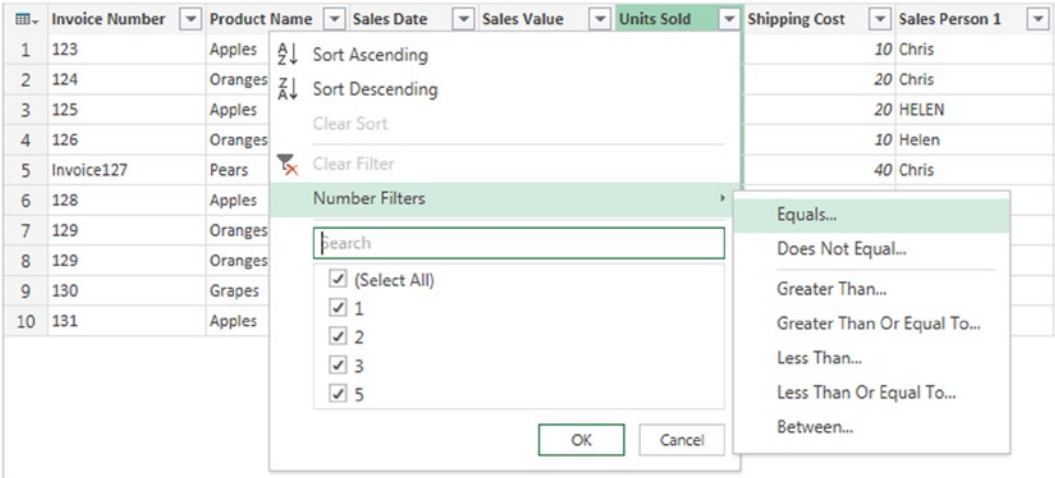 Invoice Number Product Name Sales Date Sales Value Units Sold Shipping Cost Sales Person 1
1 123 Apples 10 Chris
2 124 Oranges 20 Chris
3 125 Apples 20 HELEN
4 126 Oranges 10 Helen
5 Invoice127 Pears 40 Chris
6 128 Apples
7 129 Oranges
8 129 Oranges
9 130 Grapes
10 131 Apples
Sort Ascending
Sort Descending
Clear Sort
Clear Filter
Number Filters
Search
(Select All)
1
2
3
5
OK Cancel
Equals...
Does Not Equal...
Greater Than...
Greater Than Or Equal To...
Less Than...
Less Than Or Equal To...
Between...